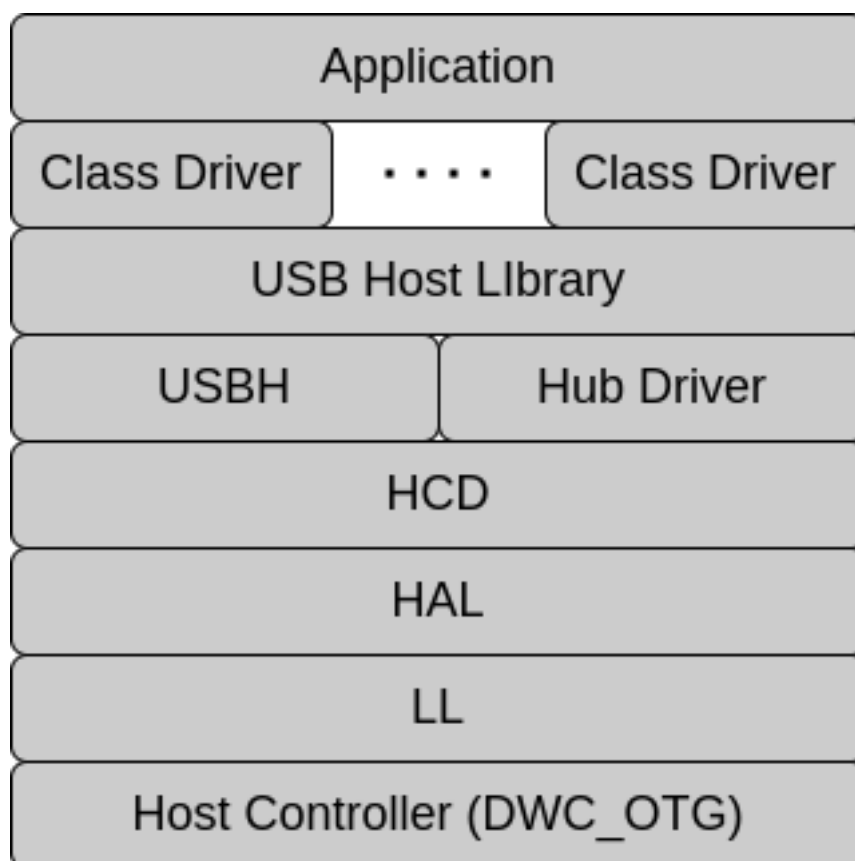 Application
Class Driver
. . . .
Class Driver
USB Host LIbrary
USBH
Hub Driver
HCD
HAL
LL
Host Controller (DWC_OTG)